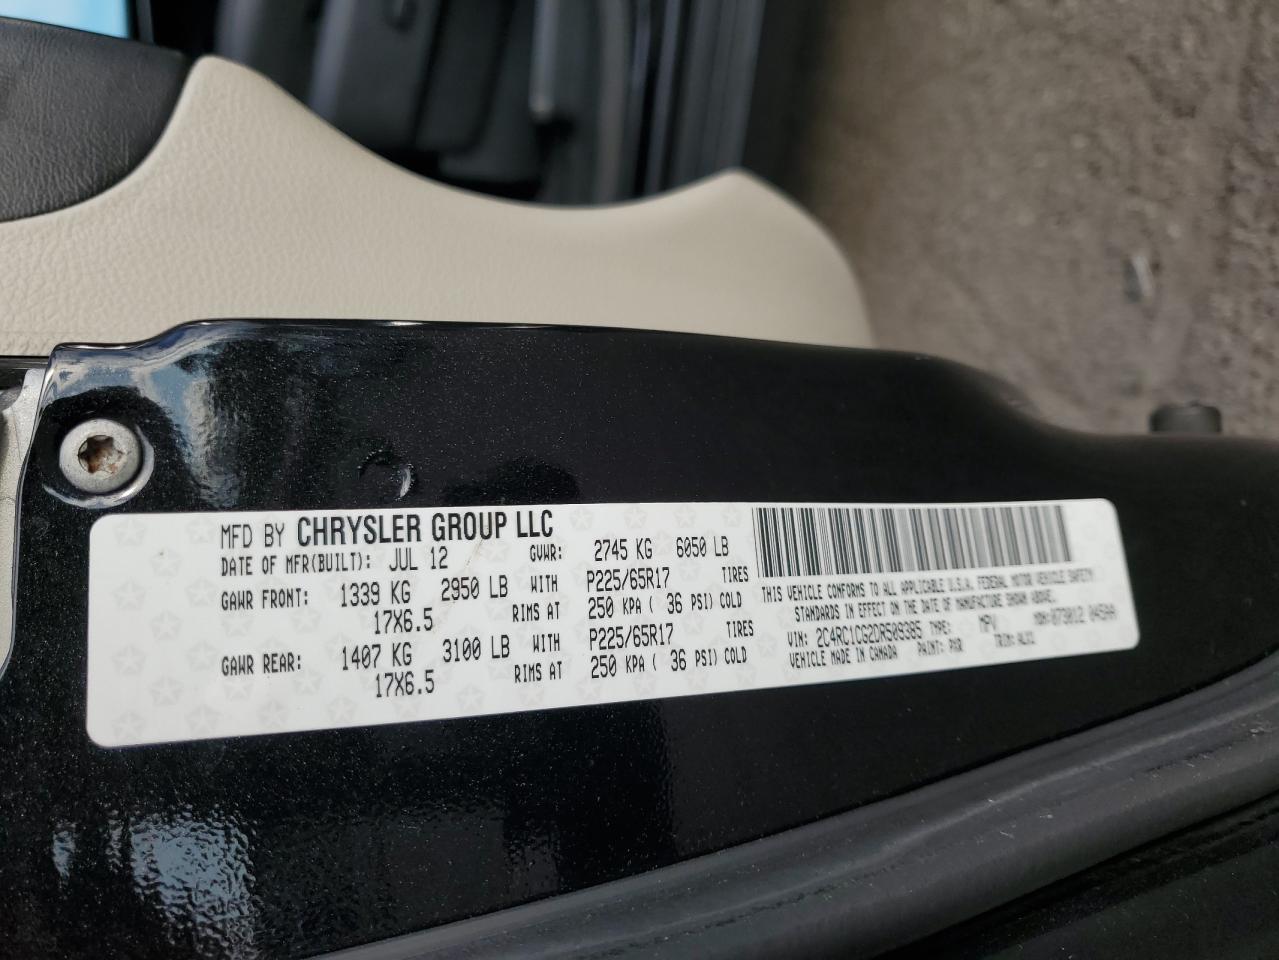 MFD BY CHRYSLER GROUP LLC
DATE OF MFR(BUILT): JUL 12 GVWR: 2745 KG 6050 LB
GAWR FRONT: 1339 KG 2950 LB WITH P225/65R17 TIRES
17X6.5 RIMS AT 250 KPA ( 36 PSI) COLD
GAWR REAR: 1407 KG 3100 LB WITH P225/65R17 TIRES
17X6.5 RIMS AT 250 KPA ( 36 PSI) COLD
THIS VEHICLE CONFORMS TO ALL APPLICABLE U.S.A. FEDERAL MOTOR VEHICLE SAFETY
STANDARDS IN EFFECT ON THE DATE OF MANUFACTURE SHOWN ABOVE.
VIN: 2C4RC1CG2DR509385 TYPE: MPV MDH:
VEHICLE MADE IN CANADA PAINT: PXR TRIM: